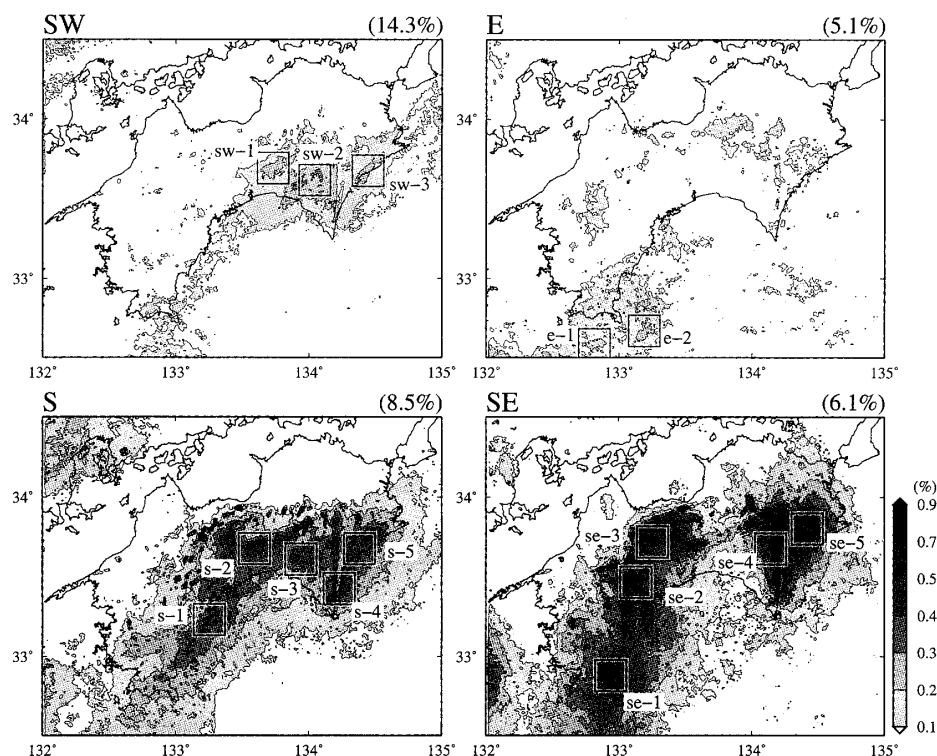 SW (14.3%)
E (5.1%)
34°
33°
132 133 134 135°
sw-1
sw-2
sw-3
34°
33°
132 133 134 135°
e-1
e-2
S (8.5%)
SE (6.1%)
34°
33°
132 133 134 135°
s-1
s-2
s-3
s-4
s-5
34°
33°
132 133 134 135°
se-1
se-2
se-3
se-4
se-5
(%)
0.9
0.7
0.5
0.4
0.3
0.2
0.1